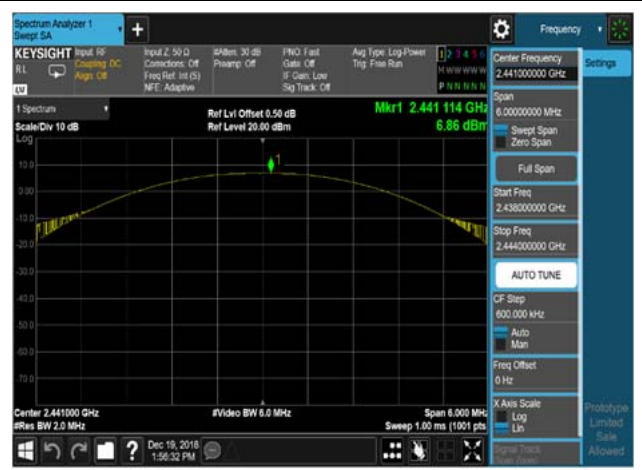 Spectrum Analyzer 1
Swept SA
+
Frequency
KEYSIGHT
RL
Input: RF
Coupling: DC
Align: Off
Input Z: 50 Ω
Corrections: Off
Freq Ref: Int (S)
NFE: Adaptive
#Atten: 30 dB
Preamp: Off
PNO: Fast
Gate: Off
IF Gain: Low
Sig Track: Off
Avg Type: Log-Power
Trig: Free Run
1 2 3 4 5 6
M W W W W W
P N N N N N
LV
1 Spectrum
Scale/Div 10 dB
Log
Ref Lvl Offset 0.50 dB
Ref Level 20.00 dBm
Mkr1 2.441 114 GHz
6.86 dBm
1
10.0
0.00
-10.0
-20.0
-30.0
-40.0
-50.0
-60.0
-70.0
Center 2.441000 GHz
#Res BW 2.0 MHz
#Video BW 6.0 MHz
Span 6.000 MHz
Sweep 1.00 ms (1001 pts
Dec 19, 2018
1:56:32 PM
Center Frequency
2.441000000 GHz
Span
6.00000000 MHz
Swept Span
Zero Span
Full Span
Start Freq
2.438000000 GHz
Stop Freq
2.444000000 GHz
AUTO TUNE
CF Step
600.000 kHz
Auto
Man
Freq Offset
0 Hz
X Axis Scale
Log
Lin
Signal Track
(Span Zoom)
Settings
Prototype
Limited
Sale
Allowed